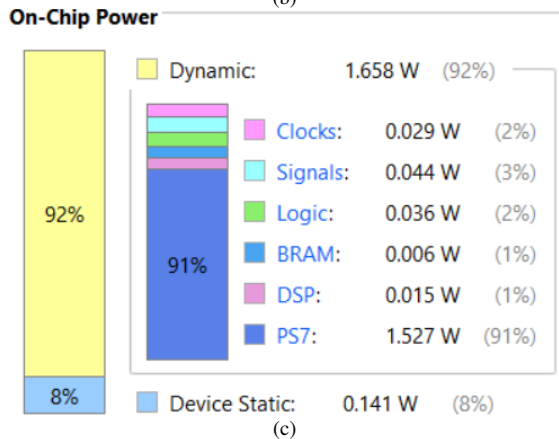 (b)
On-Chip Power
Dynamic: 1.658 W (92%)
Clocks: 0.029 W (2%)
Signals: 0.044 W (3%)
92% Logic: 0.036 W (2%)
BRAM: 0.006 W (1%)
91% DSP: 0.015 W (1%)
PS7: 1.527 W (91%)
8% Device Static: 0.141 W (8%)
(c)